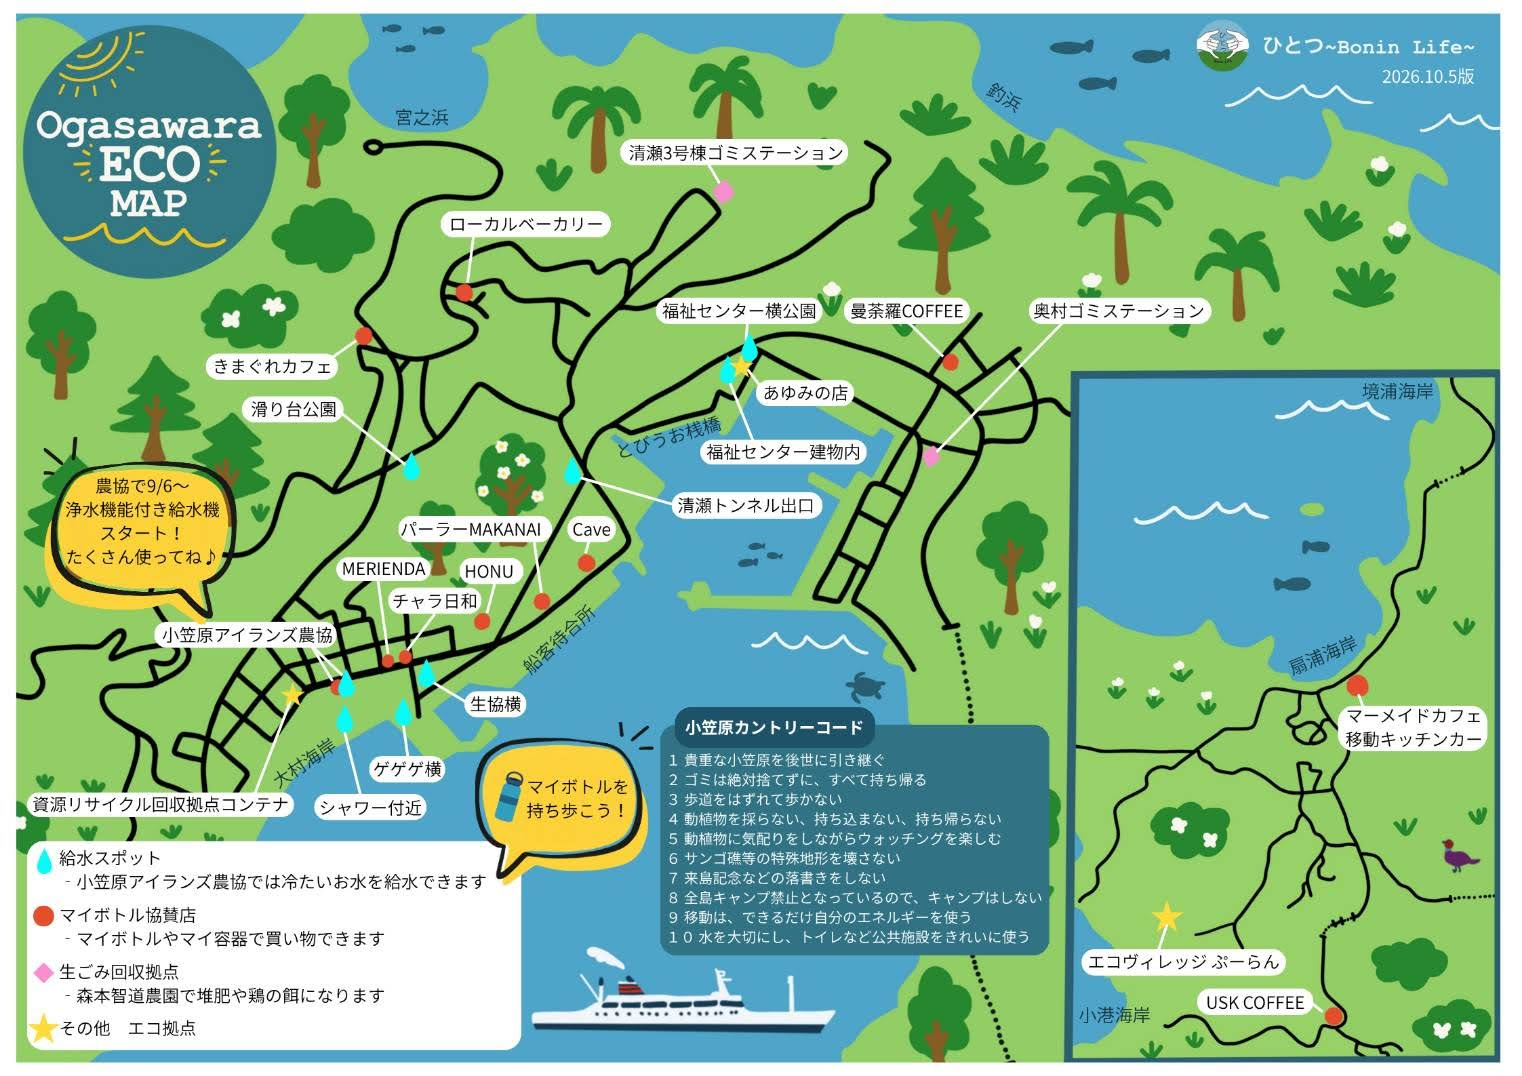 Ogasawara
ECO
MAP
ひとつ~Bonin Life~
2026.10.5版
宮之浜
釣浜
清瀬3号棟ゴミステーション
ローカルベーカリー
福祉センター横公園
曼荼羅COFFEE
奥村ゴミステーション
きまぐれカフェ
あゆみの店
滑り台公園
とびうお桟橋
福祉センター建物内
境浦海岸
農協で9/6～
浄水機能付き給水機
スタート！
たくさん使ってね♪
清瀬トンネル出口
パーラーMAKANAI
Cave
MERIENDA
HONU
チャラ日和
小笠原アイランズ農協
船客待合所
扇浦海岸
生協横
マーメイドカフェ
移動キッチンカー
大村海岸
ゲゲゲ横
資源リサイクル回収拠点コンテナ
シャワー付近
マイボトルを
持ち歩こう！
小笠原カントリーコード
1 貴重な小笠原を後世に引き継ぐ
2 ゴミは絶対捨てずに、すべて持ち帰る
3 歩道をはずれて歩かない
4 動植物を採らない、持ち込まない、持ち帰らない
5 動植物に気配りをしながらウォッチングを楽しむ
6 サンゴ礁等の特殊地形を壊さない
7 来島記念などの落書きをしない
8 全島キャンプ禁止となっているので、キャンプはしない
9 移動は、できるだけ自分のエネルギーを使う
10 水を大切にし、トイレなど公共施設をきれいに使う
給水スポット
- 小笠原アイランズ農協では冷たいお水を給水できます
マイボトル協賛店
- マイボトルやマイ容器で買い物できます
生ごみ回収拠点
- 森本智道農園で堆肥や鶏の餌になります
その他　エコ拠点
エコヴィレッジ ぷーらん
USK COFFEE
小港海岸